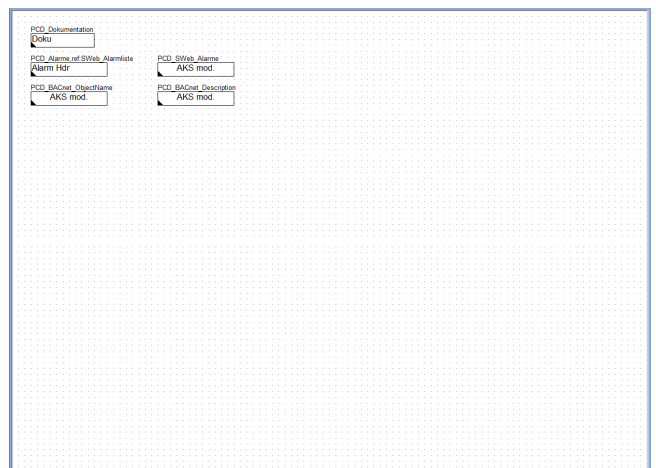 PCD_Dokumentation
Doku
PCD_Alarme,ref:SWeb_Alarmliste PCD_SWeb_Alarme
Alarm Hdr AKS mod.
PCD_BACnet_ObjectName PCD_BACnet_Description
AKS mod. AKS mod.